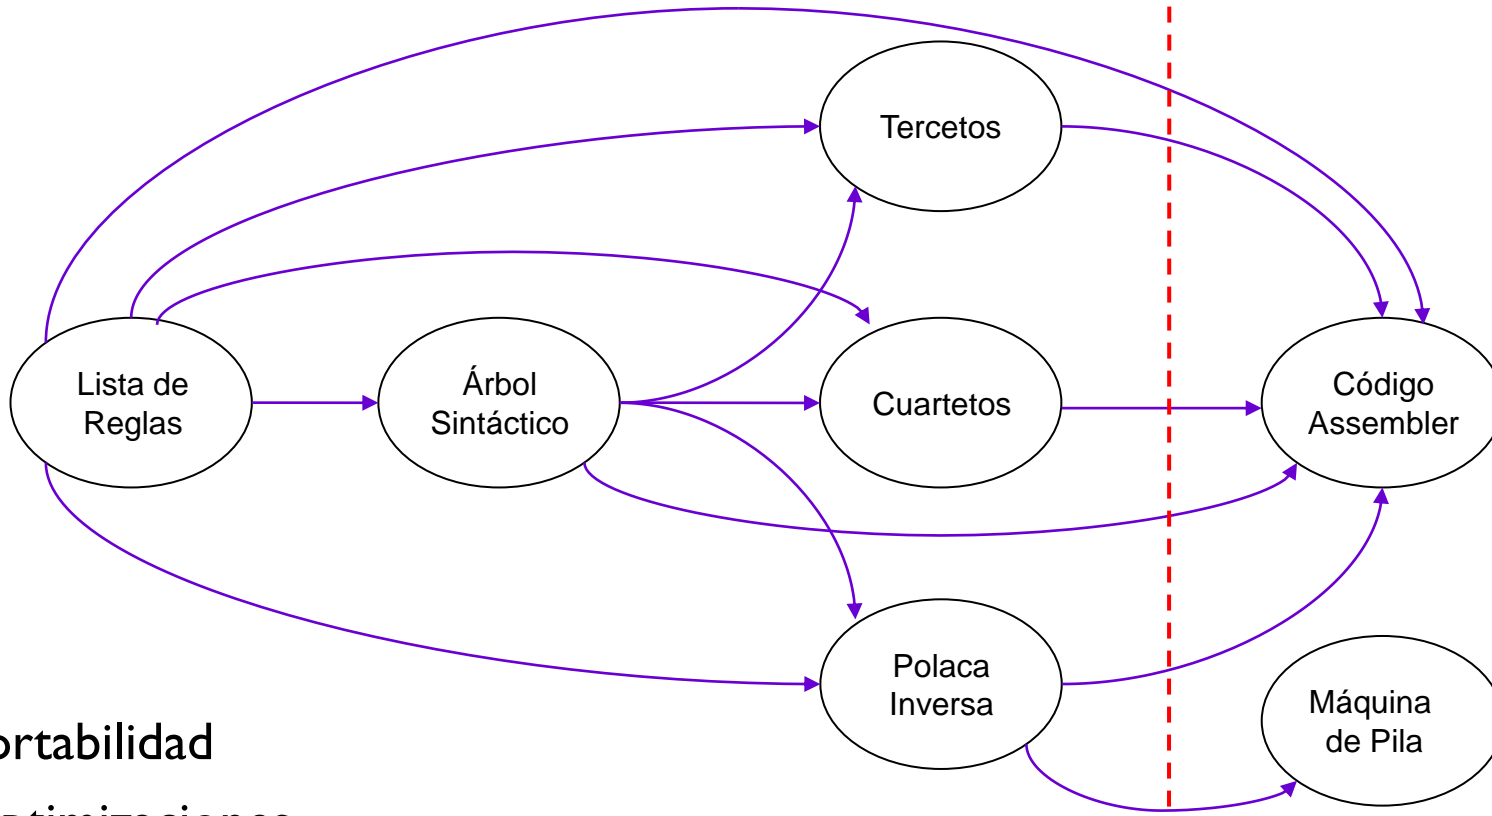 Tercetos
Lista de
Reglas
Árbol
Sintáctico
Cuartetos
Código
Assembler
Polaca
Inversa
Máquina
de Pila
ortabilidad